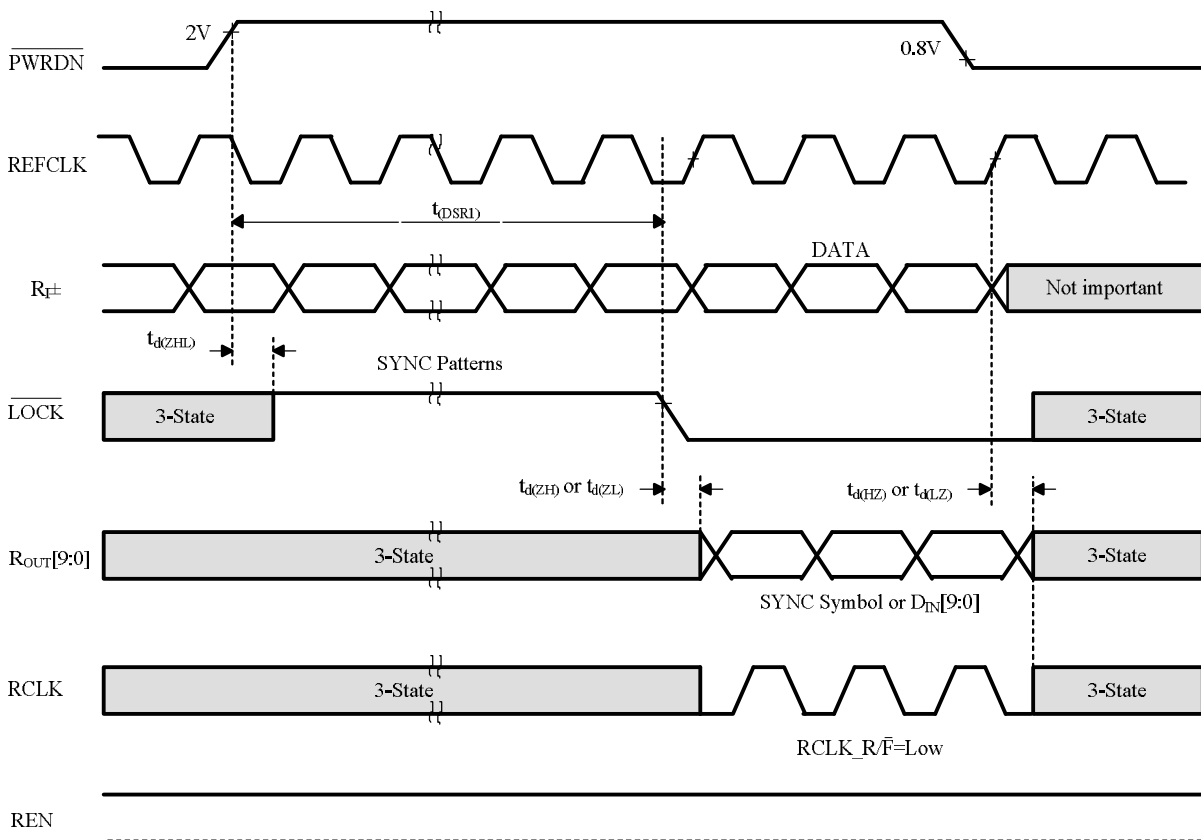 2V
PWRDN
0.8V
REFCLK
t(DSR1)
DATA
RI±
Not important
td(ZHL)
SYNC Patterns
LOCK
3-State
3-State
td(ZH) or td(ZL)
td(HZ) or td(LZ)
ROUT[9:0]
3-State
3-State
SYNC Symbol or DIN[9:0]
RCLK
3-State
3-State
RCLK_R/F̄=Low
REN